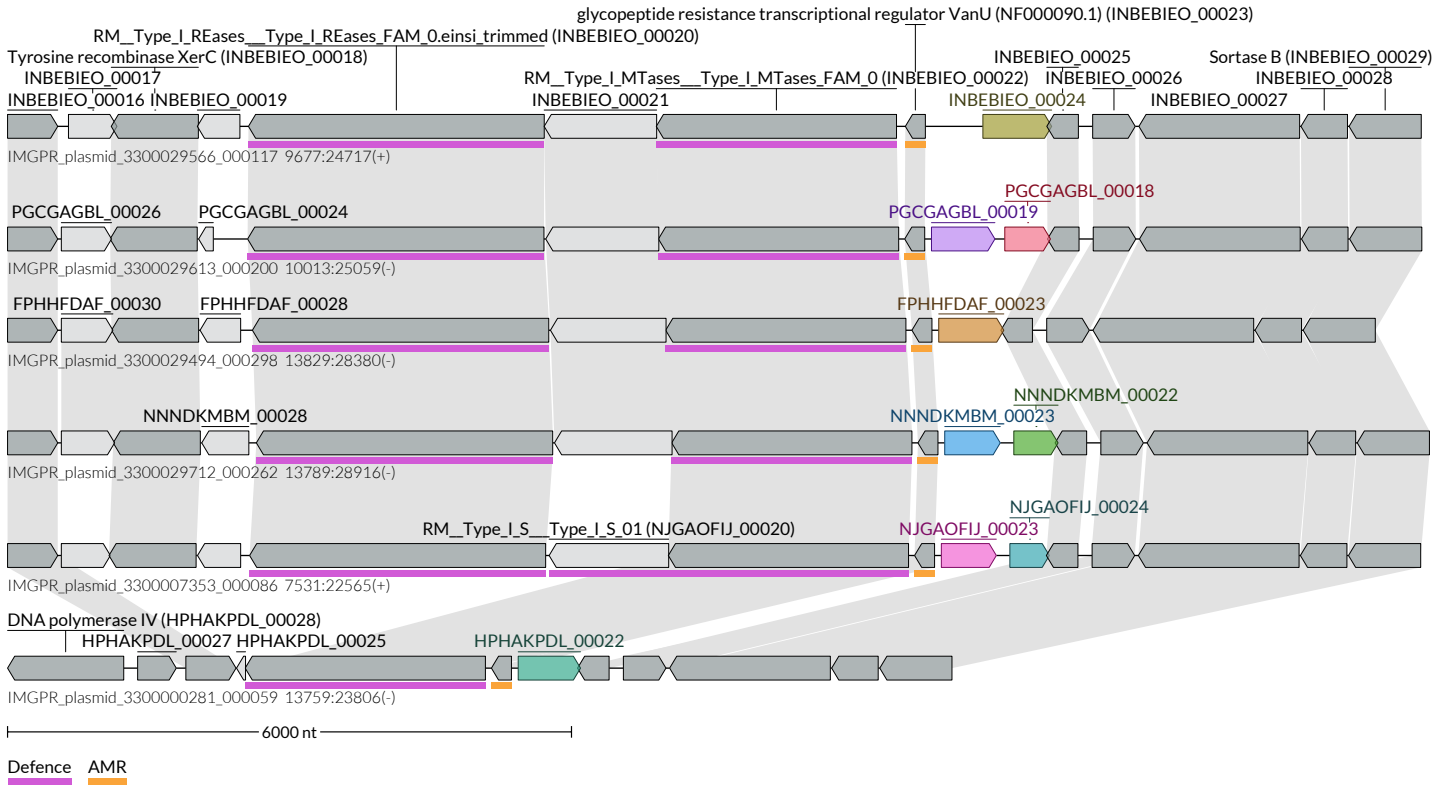 glycopeptide resistance transcriptional regulator VanU (NF000090.1) (INBEBIEO_00023)
RM__Type_I_REases___Type_I_REases_FAM_0.einsi_trimmed (INBEBIEO_00020)
Tyrosine recombinase XerC (INBEBIEO_00018) INBEBIEO_00025 Sortase B (INBEBIEO_00029)
INBEBIEO_00017 RM__Type_I_MTases___Type_I_MTases_FAM_0 (INBEBIEO_00022) INBEBIEO_00026 INBEBIEO_00028
INBEBIEO_00016 INBEBIEO_00019 INBEBIEO_00021 INBEBIEO_00024 INBEBIEO_00027
IMGPR_plasmid_3300029566_000117 9677:24717(+)
PGCGAGBL_00018
PGCGAGBL_00026 PGCGAGBL_00024 PGCGAGBL_00019
IMGPR_plasmid_3300029613_000200 10013:25059(-)
FPHHFDAF_00030 FPHHFDAF_00028 FPHHFDAF_00023
IMGPR_plasmid_3300029494_000298 13829:28380(-)
NNNDKMBM_00022
NNNDKMBM_00028 NNNDKMBM_00023
IMGPR_plasmid_3300029712_000262 13789:28916(-)
NJGAOFIJ_00024
RM__Type_I_S___Type_I_S_01 (NJGAOFIJ_00020) NJGAOFIJ_00023
IMGPR_plasmid_3300007353_000086 7531:22565(+)
DNA polymerase IV (HPHAKPDL_00028)
HPHAKPDL_00027 HPHAKPDL_00025 HPHAKPDL_00022
IMGPR_plasmid_3300000281_000059 13759:23806(-)
6000 nt
Defence AMR